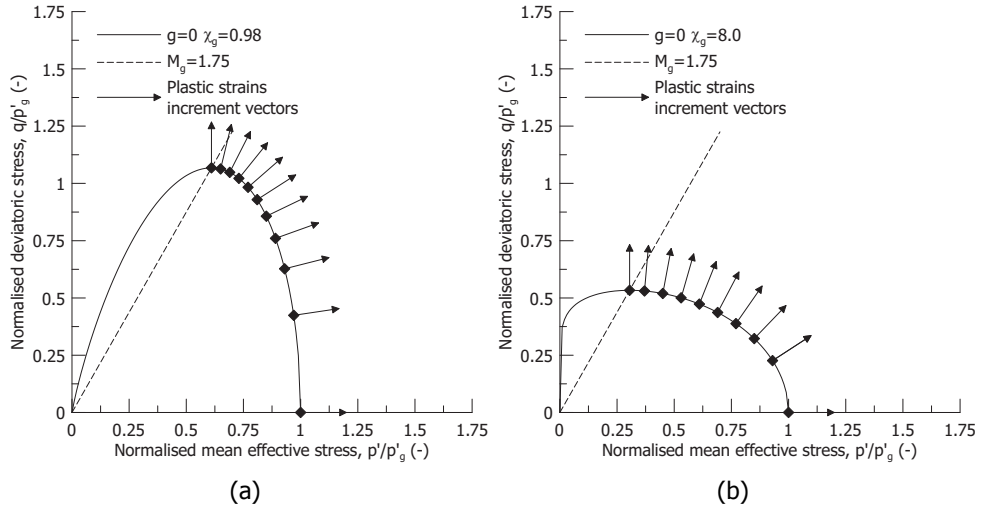 g=0 χg=0.98
Mg=1.75
Plastic strains
increment vectors
Normalised deviatoric stress, q/p'g (-)
1.75
1.5
1.25
1
0.75
0.5
0.25
0
0 0.25 0.5 0.75 1 1.25 1.5 1.75
Normalised mean effective stress, p'/p'g (-)
(a)
g=0 χg=8.0
Mg=1.75
Plastic strains
increment vectors
Normalised deviatoric stress, q/p'g (-)
1.75
1.5
1.25
1
0.75
0.5
0.25
0
0 0.25 0.5 0.75 1 1.25 1.5 1.75
Normalised mean effective stress, p'/p'g (-)
(b)